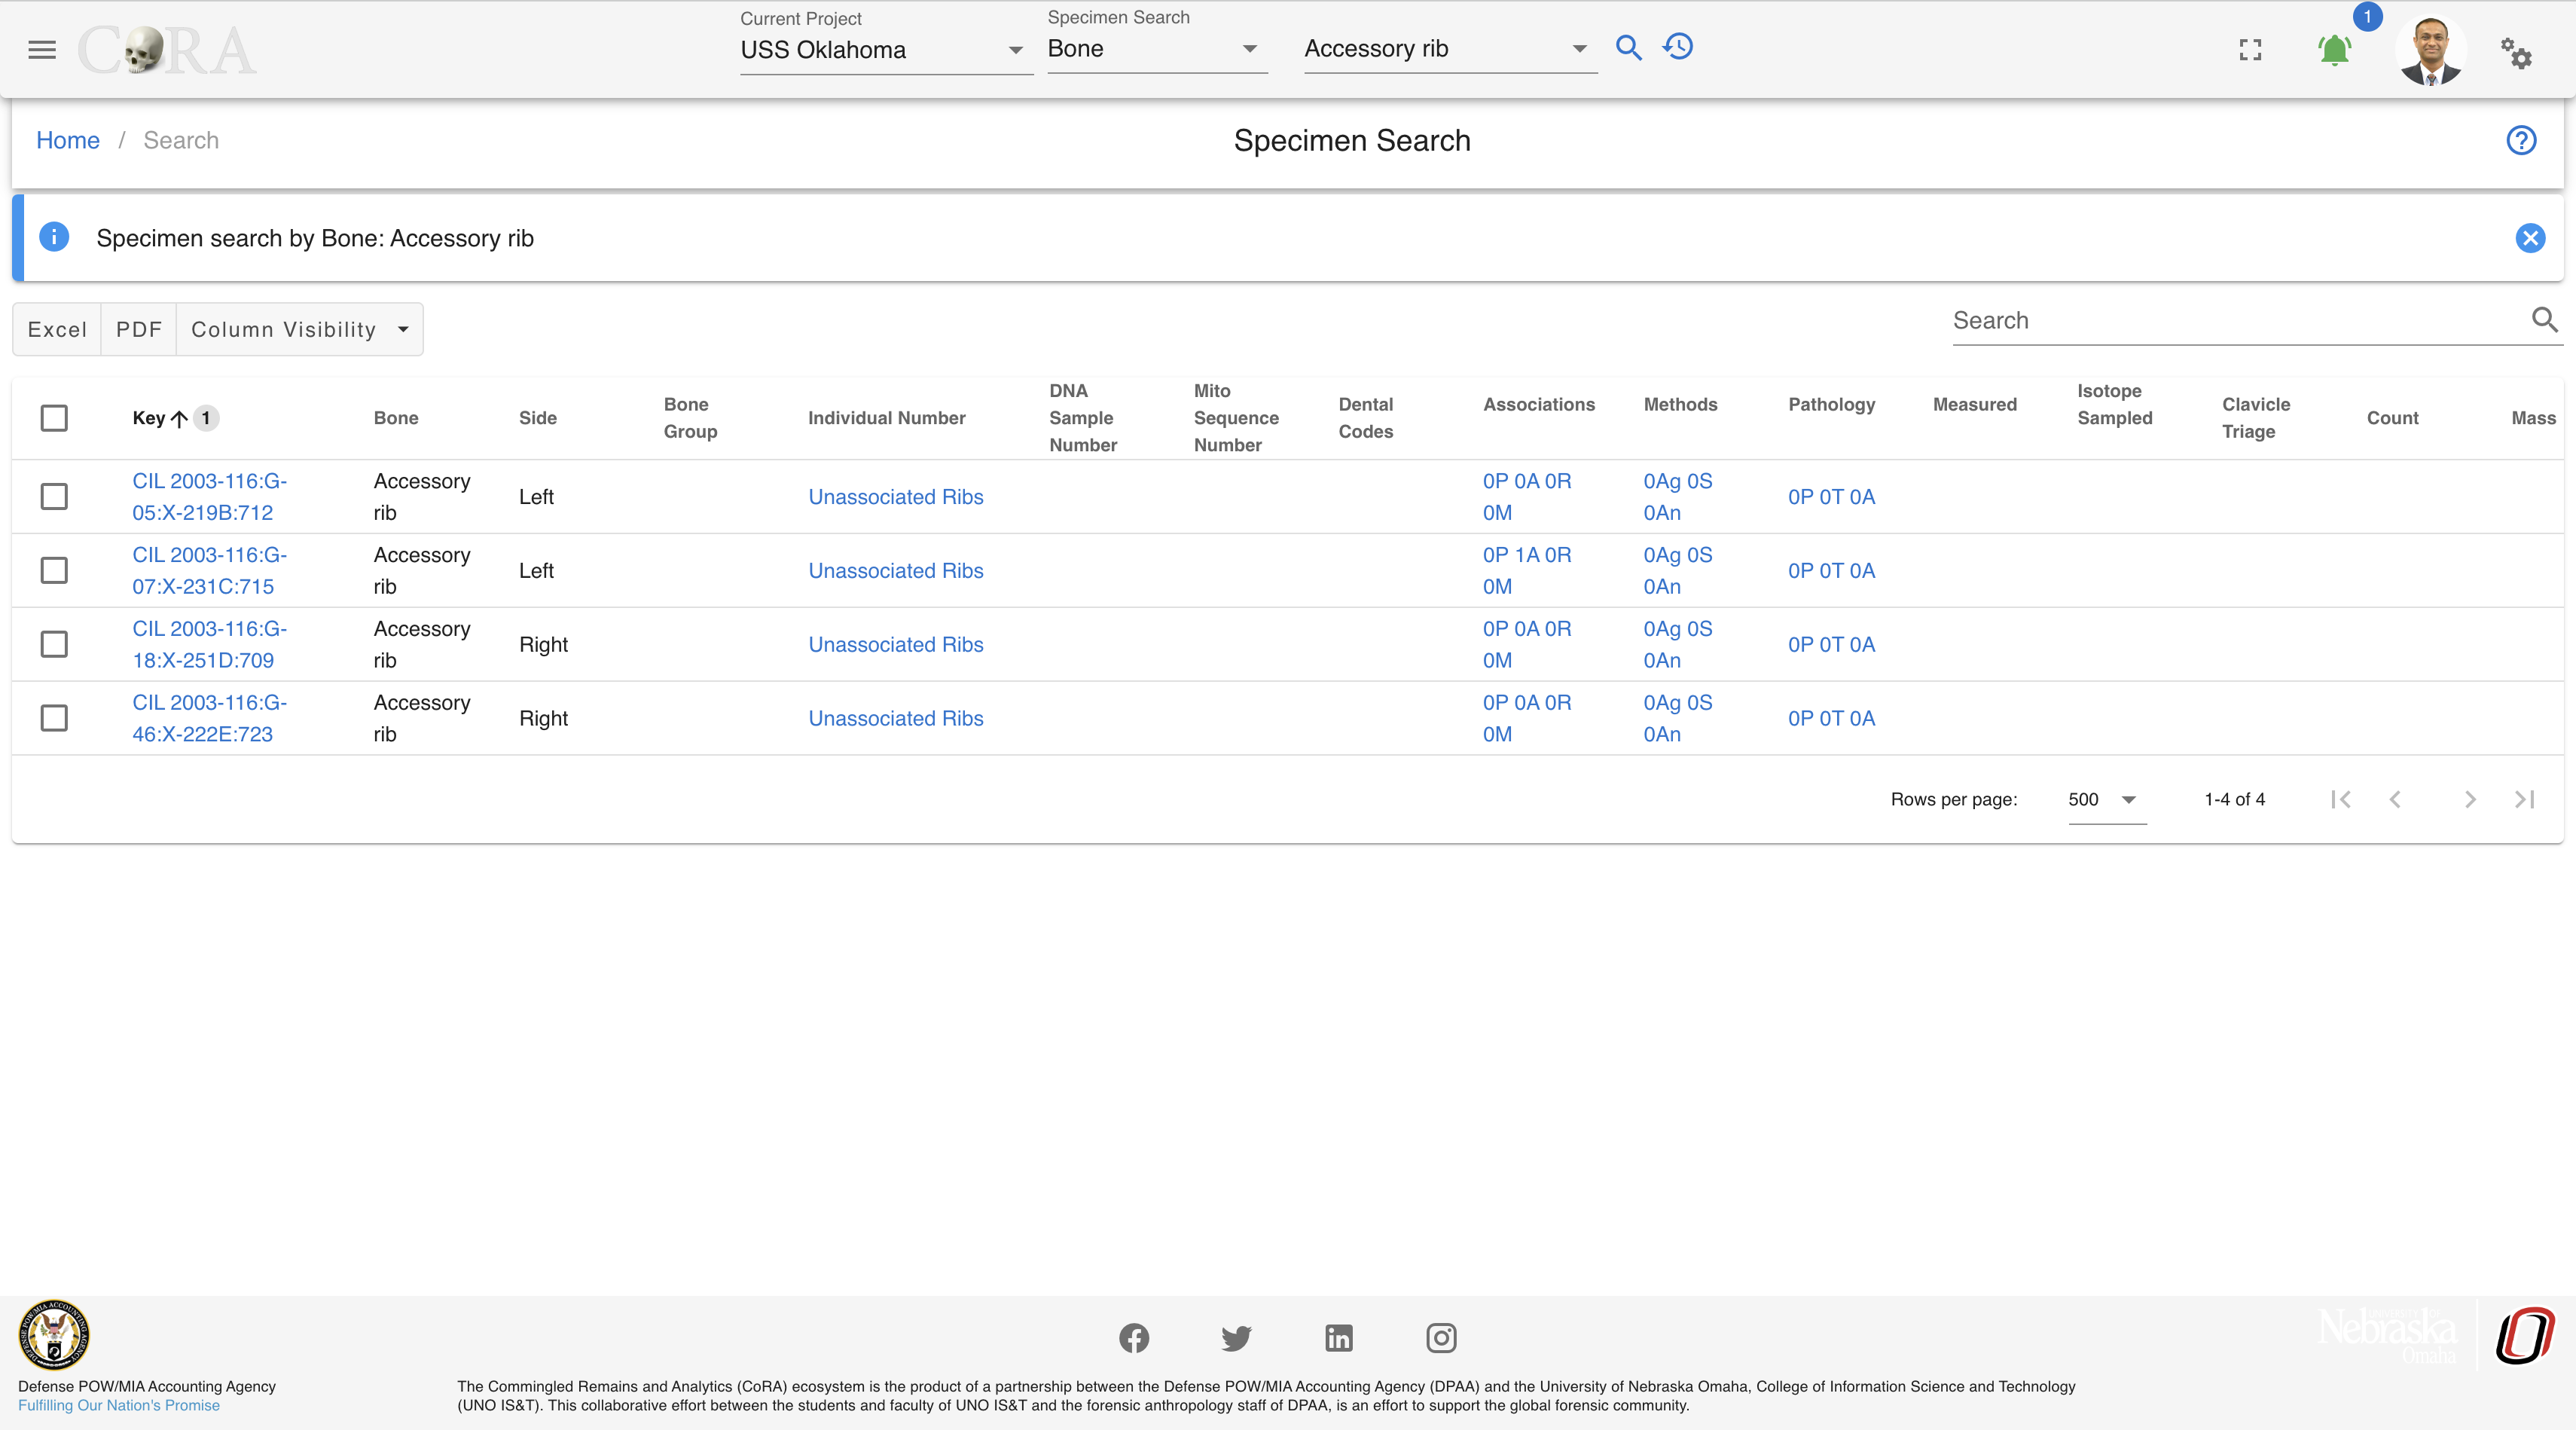 CoRA
Current Project
USS Oklahoma
Specimen Search
Bone
Accessory rib
1
Home / Search
Specimen Search
Specimen search by Bone: Accessory rib
Excel PDF Column Visibility
Search
Key 1 Bone Side Bone Group Individual Number DNA Sample Number Mito Sequence Number Dental Codes Associations Methods Pathology Measured Isotope Sampled Clavicle Triage Count Mass
CIL 2003-116:G-05:X-219B:712 Accessory rib Left Unassociated Ribs 0P 0A 0R 0M 0Ag 0S 0An 0P 0T 0A
CIL 2003-116:G-07:X-231C:715 Accessory rib Left Unassociated Ribs 0P 1A 0R 0M 0Ag 0S 0An 0P 0T 0A
CIL 2003-116:G-18:X-251D:709 Accessory rib Right Unassociated Ribs 0P 0A 0R 0M 0Ag 0S 0An 0P 0T 0A
CIL 2003-116:G-46:X-222E:723 Accessory rib Right Unassociated Ribs 0P 0A 0R 0M 0Ag 0S 0An 0P 0T 0A
Rows per page: 500 1-4 of 4
Defense POW/MIA Accounting Agency
Fulfilling Our Nation's Promise
The Commingled Remains and Analytics (CoRA) ecosystem is the product of a partnership between the Defense POW/MIA Accounting Agency (DPAA) and the University of Nebraska Omaha, College of Information Science and Technology
(UNO IS&T). This collaborative effort between the students and faculty of UNO IS&T and the forensic anthropology staff of DPAA, is an effort to support the global forensic community.
Nebraska
Omaha